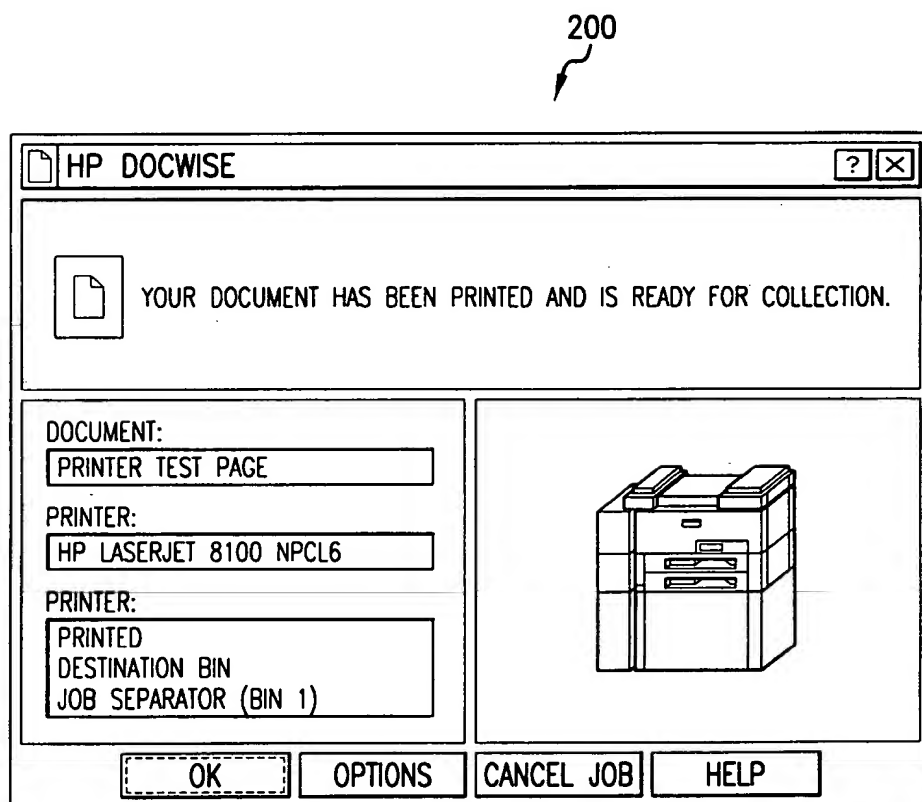 200
HP DOCWISE
?
YOUR DOCUMENT HAS BEEN PRINTED AND IS READY FOR COLLECTION.
DOCUMENT:
PRINTER TEST PAGE
PRINTER:
HP LASERJET 8100 NPCL6
PRINTER:
PRINTED
DESTINATION BIN
JOB SEPARATOR (BIN 1)
OK OPTIONS CANCEL JOB HELP